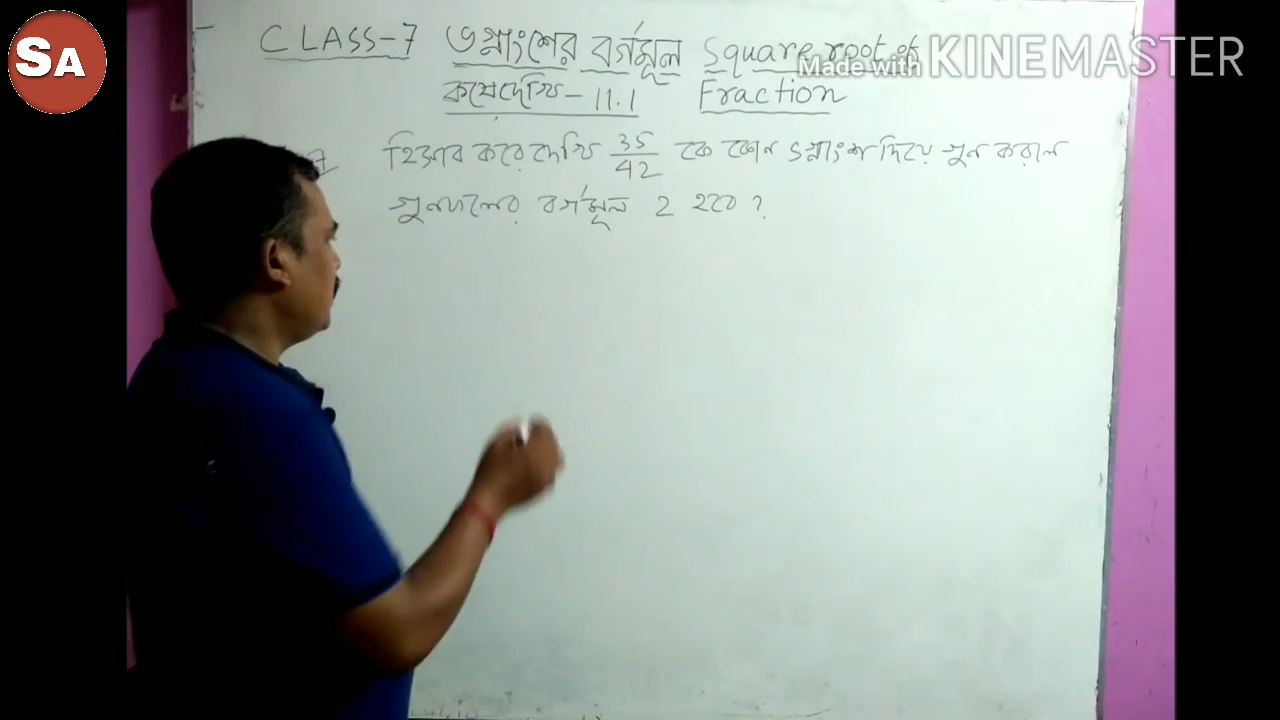 SA
CLASS-7 ভগ্নাংশের বর্গমূল Square root of
Made with KINEMASTER
কষেদেখি-11.1 Fraction
7 হিসাব করে দেখি 35/42 কে কোন ভগ্নাংশ দিয়ে গুন করলে
গুনফলের বর্গমূল 2 হবে ?